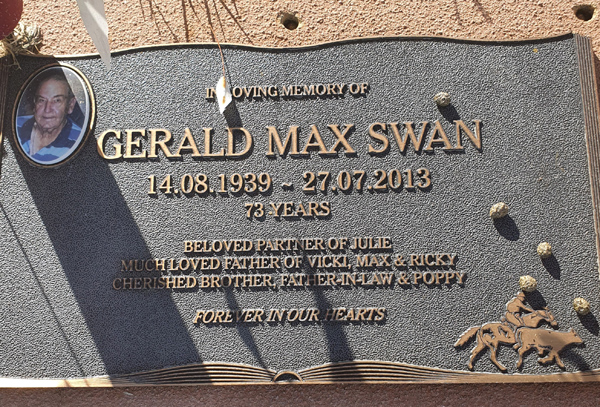 IN LOVING MEMORY OF
GERALD MAX SWAN
14.08.1939 ~ 27.07.2013
73 YEARS
BELOVED PARTNER OF JULIE
MUCH LOVED FATHER OF VICKI, MAX & RICKY
CHERISHED BROTHER, FATHER-IN-LAW & POPPY
FOREVER IN OUR HEARTS